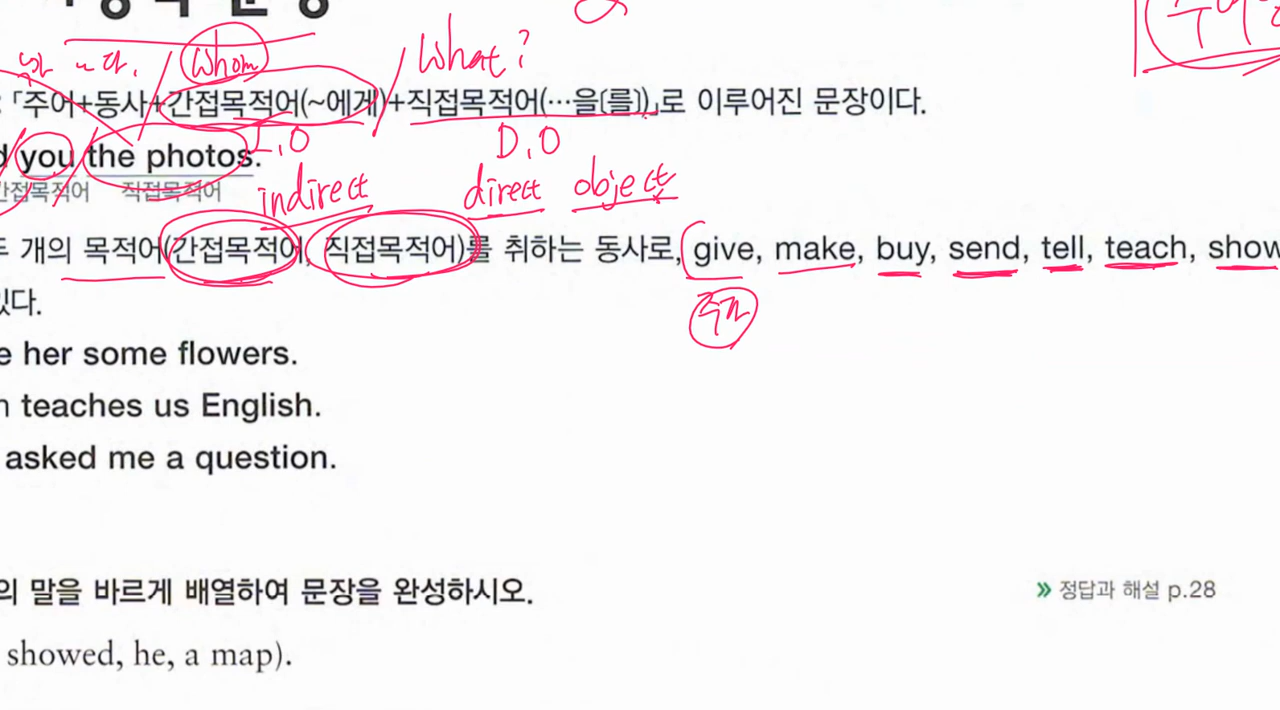 What?
whom
「주어+동사+간접목적어(~에게)+직접목적어(…을[를])」로 이루어진 문장이다.
I.O D.O
you the photos.
간접목적어 직접목적어
indirect direct object
개의 목적어(간접목적어, 직접목적어)를 취하는 동사로, give, make, buy, send, tell, teach, show
있다.
her some flowers.
teaches us English.
asked me a question.
의 말을 바르게 배열하여 문장을 완성하시오.
» 정답과 해설 p.28
showed, he, a map).